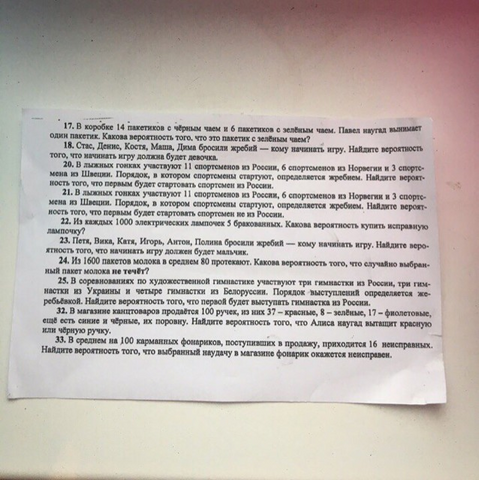 17. В коробке 14 пакетиков с чёрным чаем и 6 пакетиков с зелёным чаем. Павел наугад вынимает
один пакетик. Какова вероятность того, что это пакетик с зелёным чаем?
18. Стас, Денис, Костя, Маша, Дима бросили жребий — кому начинать игру. Найдите вероятность
того, что начинать игру должна будет девочка.
20. В лыжных гонках участвуют 11 спортсменов из России, 6 спортсменов из Норвегии и 3 спортс-
мена из Швеции. Порядок, в котором спортсмены стартуют, определяется жребием. Найдите вероят-
ность того, что первым будет стартовать спортсмен из России.
21. В лыжных гонках участвуют 11 спортсменов из России, 6 спортсменов из Норвегии и 3 спортс-
мена из Швеции. Порядок, в котором спортсмены стартуют, определяется жребием. Найдите вероят-
ность того, что первым будет стартовать спортсмен не из России.
22. Из каждых 1000 электрических лампочек 5 бракованных. Какова вероятность купить исправную
лампочку?
23. Петя, Вика, Катя, Игорь, Антон, Полина бросили жребий — кому начинать игру. Найдите веро-
ятность того, что начинать игру должен будет мальчик.
24. Из 1600 пакетов молока в среднем 80 протекают. Какова вероятность того, что случайно выбран-
ный пакет молока не течёт?
25. В соревнованиях по художественной гимнастике участвуют три гимнастки из России, три гим-
настки из Украины и четыре гимнастки из Белоруссии. Порядок выступлений определяется же-
ребьёвкой. Найдите вероятность того, что первой будет выступать гимнастка из России.
32. В магазине канцтоваров продаётся 100 ручек, из них 37 – красные, 8 – зелёные, 17 – фиолетовые,
ещё есть синие и чёрные, их поровну. Найдите вероятность того, что Алиса наугад вытащит красную
или чёрную ручку.
33. В среднем на 100 карманных фонариков, поступивших в продажу, приходится 16 неисправных.
Найдите вероятность того, что выбранный наудачу в магазине фонарик окажется неисправен.